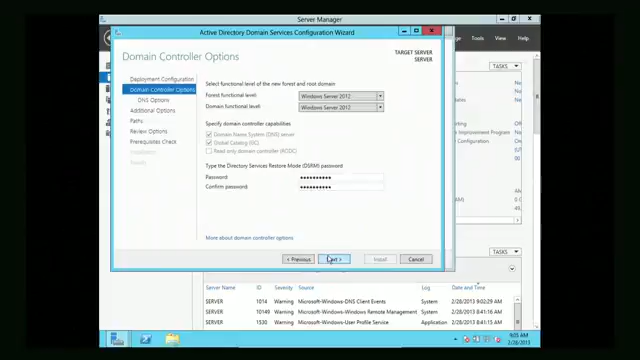 Server Manager
Active Directory Domain Services Configuration Wizard
Tools
View
Help
Domain Controller Options
TARGET SERVER
SERVER
TASKS
Deployment Configuration
Domain Controller Options
DNS Options
Additional Options
Paths
Review Options
Prerequisites Check
Installation
Results
Select functional level of the new forest and root domain
Forest functional level:
Windows Server 2012
Domain functional level:
Windows Server 2012
Specify domain controller capabilities
Domain Name System (DNS) server
Global Catalog (GC)
Read only domain controller (RODC)
Type the Directory Services Restore Mode (DSRM) password
Password:
••••••••••
Confirm password:
••••••••••
More about domain controller options
< Previous
Next >
Install
Cancel
Improvement Program
Configuration
TASKS
Server Name ID Severity Source Log Date and Time
SERVER 1014 Warning Microsoft-Windows-DNS Client Events System 2/28/2013 9:02:29 AM
SERVER 10149 Warning Microsoft-Windows-Windows Remote Management System 2/28/2013 8:41:16 AM
SERVER 1530 Warning Microsoft-Windows-User Profile Service Application 2/28/2013 8:41:15 AM
9:05 AM
2/28/2013